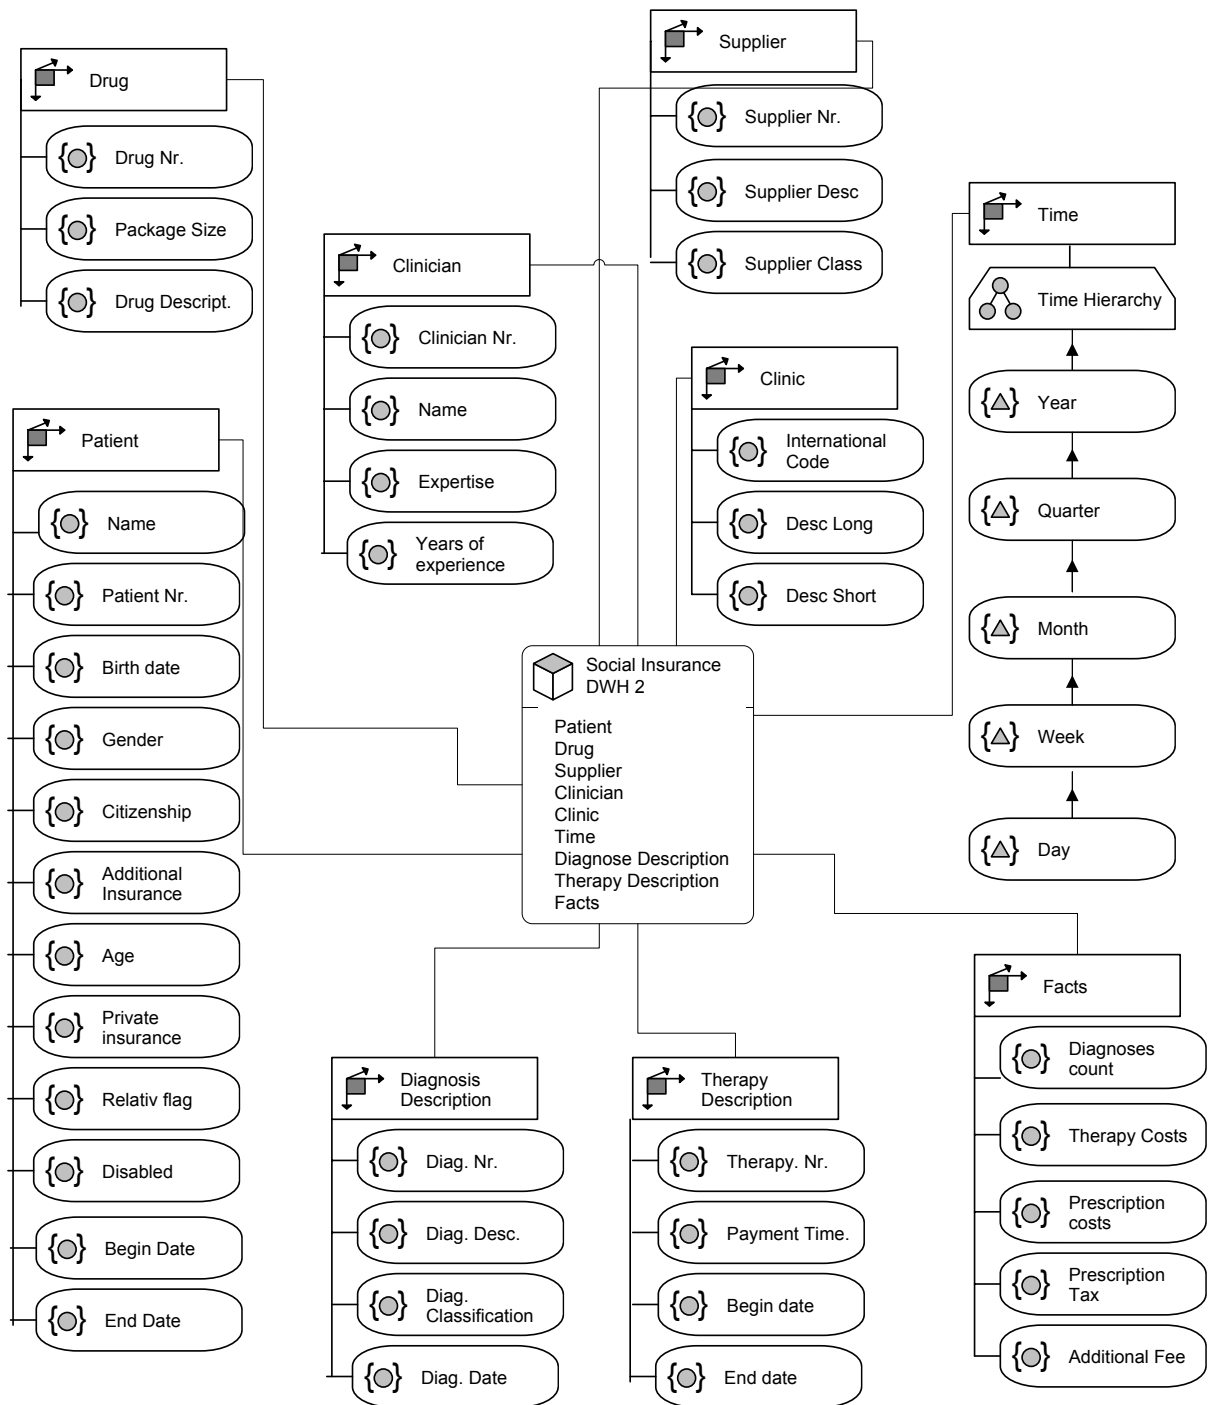 Supplier
Supplier Nr.
Supplier Desc
Supplier Class
Drug
Drug Nr.
Package Size
Drug Descript.
Clinician
Clinician Nr.
Name
Expertise
Years of
experience
Time
Time Hierarchy
Year
Quarter
Month
Week
Day
Clinic
International
Code
Desc Long
Desc Short
Patient
Name
Patient Nr.
Birth date
Gender
Citizenship
Additional
Insurance
Age
Private
insurance
Relativ flag
Disabled
Begin Date
End Date
Social Insurance
DWH 2
Patient
Drug
Supplier
Clinician
Clinic
Time
Diagnose Description
Therapy Description
Facts
Diagnosis
Description
Diag. Nr.
Diag. Desc.
Diag.
Classification
Diag. Date
Therapy
Description
Therapy. Nr.
Payment Time.
Begin date
End date
Facts
Diagnoses
count
Therapy Costs
Prescription
costs
Prescription
Tax
Additional Fee